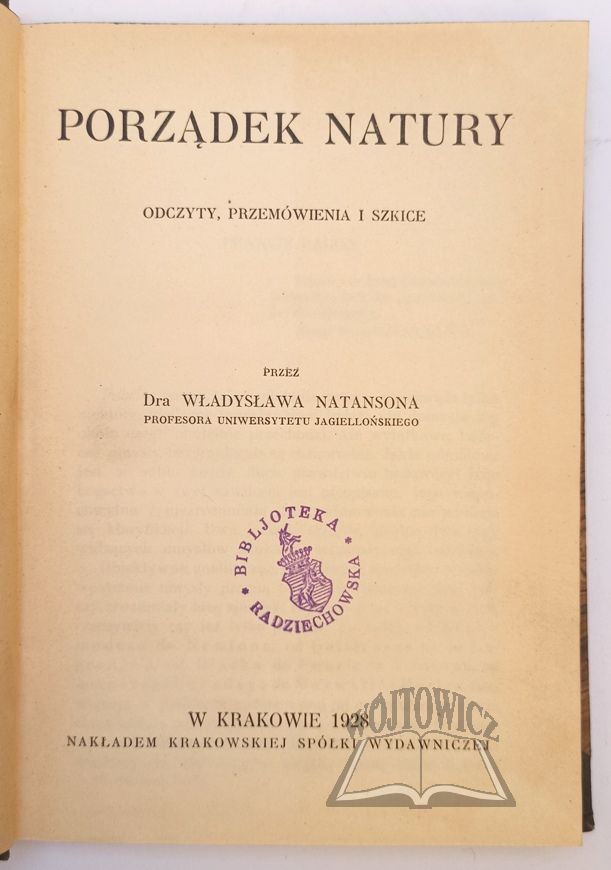 PORZĄDEK NATURY
ODCZYTY, PRZEMÓWIENIA I SZKICE
PRZEZ
Dra WŁADYSŁAWA NATANSONA
PROFESORA UNIWERSYTETU JAGIELLOŃSKIEGO
* BIBLJOTEKA *
RADZIECHOWSKA
W KRAKOWIE 1928
NAKŁADEM KRAKOWSKIEJ SPÓŁKI WYDAWNICZEJ
WÓJTOWICZ